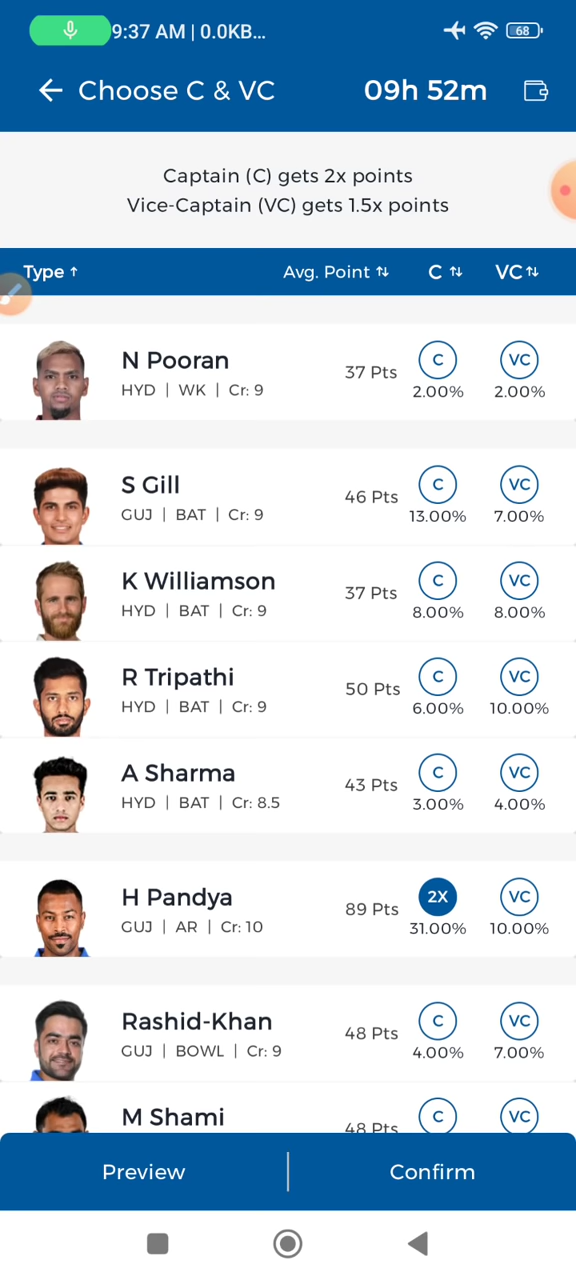 9:37 AM | 0.0KB... 68
← Choose C & VC 09h 52m
Captain (C) gets 2x points
Vice-Captain (VC) gets 1.5x points
Type ↑ Avg. Point ↑↓ C ↑↓ VC ↑↓
N Pooran 37 Pts C VC
HYD | WK | Cr: 9 2.00% 2.00%
S Gill 46 Pts C VC
GUJ | BAT | Cr: 9 13.00% 7.00%
K Williamson 37 Pts C VC
HYD | BAT | Cr: 9 8.00% 8.00%
R Tripathi 50 Pts C VC
HYD | BAT | Cr: 9 6.00% 10.00%
A Sharma 43 Pts C VC
HYD | BAT | Cr: 8.5 3.00% 4.00%
H Pandya 89 Pts 2X VC
GUJ | AR | Cr: 10 31.00% 10.00%
Rashid-Khan 48 Pts C VC
GUJ | BOWL | Cr: 9 4.00% 7.00%
M Shami 48 Pts C VC
Preview | Confirm